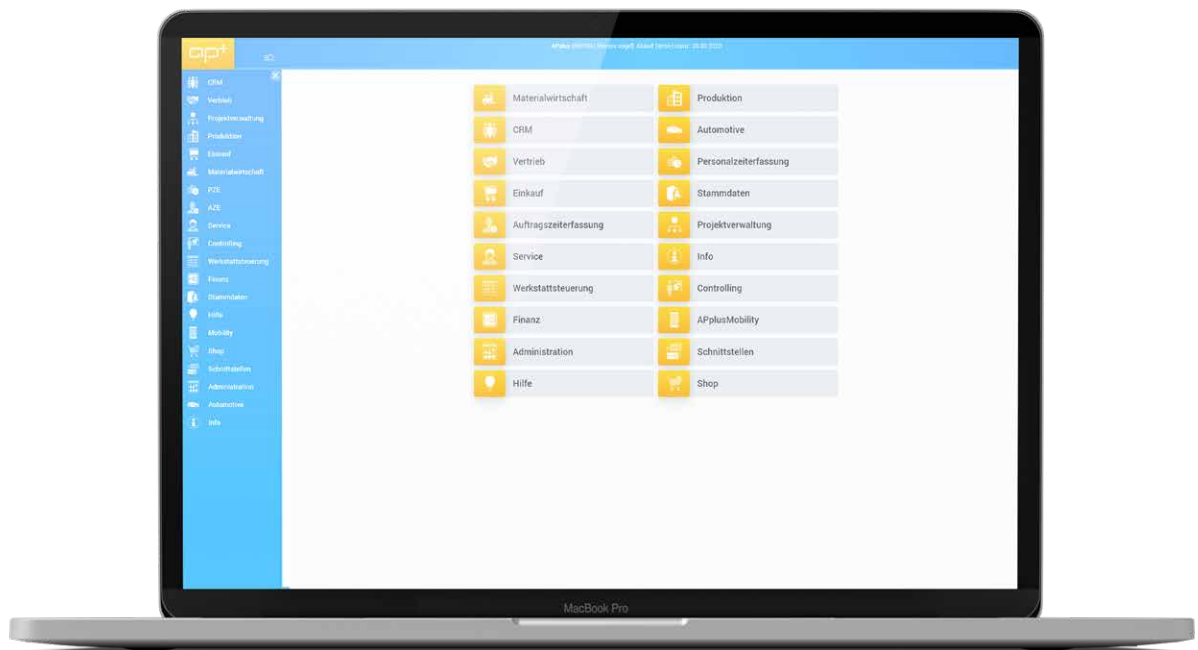 ap+
CRM
Vertrieb
Projektverwaltung
Produktion
Einkauf
Materialwirtschaft
PZE
AZE
Service
Controlling
Werkstattsteuerung
Finanz
Stammdaten
Hilfe
Mobility
Shop
Schnittstellen
Administration
Automotive
Info
Materialwirtschaft
Produktion
CRM
Automotive
Vertrieb
Personalzeiterfassung
Einkauf
Stammdaten
Auftragszeiterfassung
Projektverwaltung
Service
Info
Werkstattsteuerung
Controlling
Finanz
APplusMobility
Administration
Schnittstellen
Hilfe
Shop
MacBook Pro